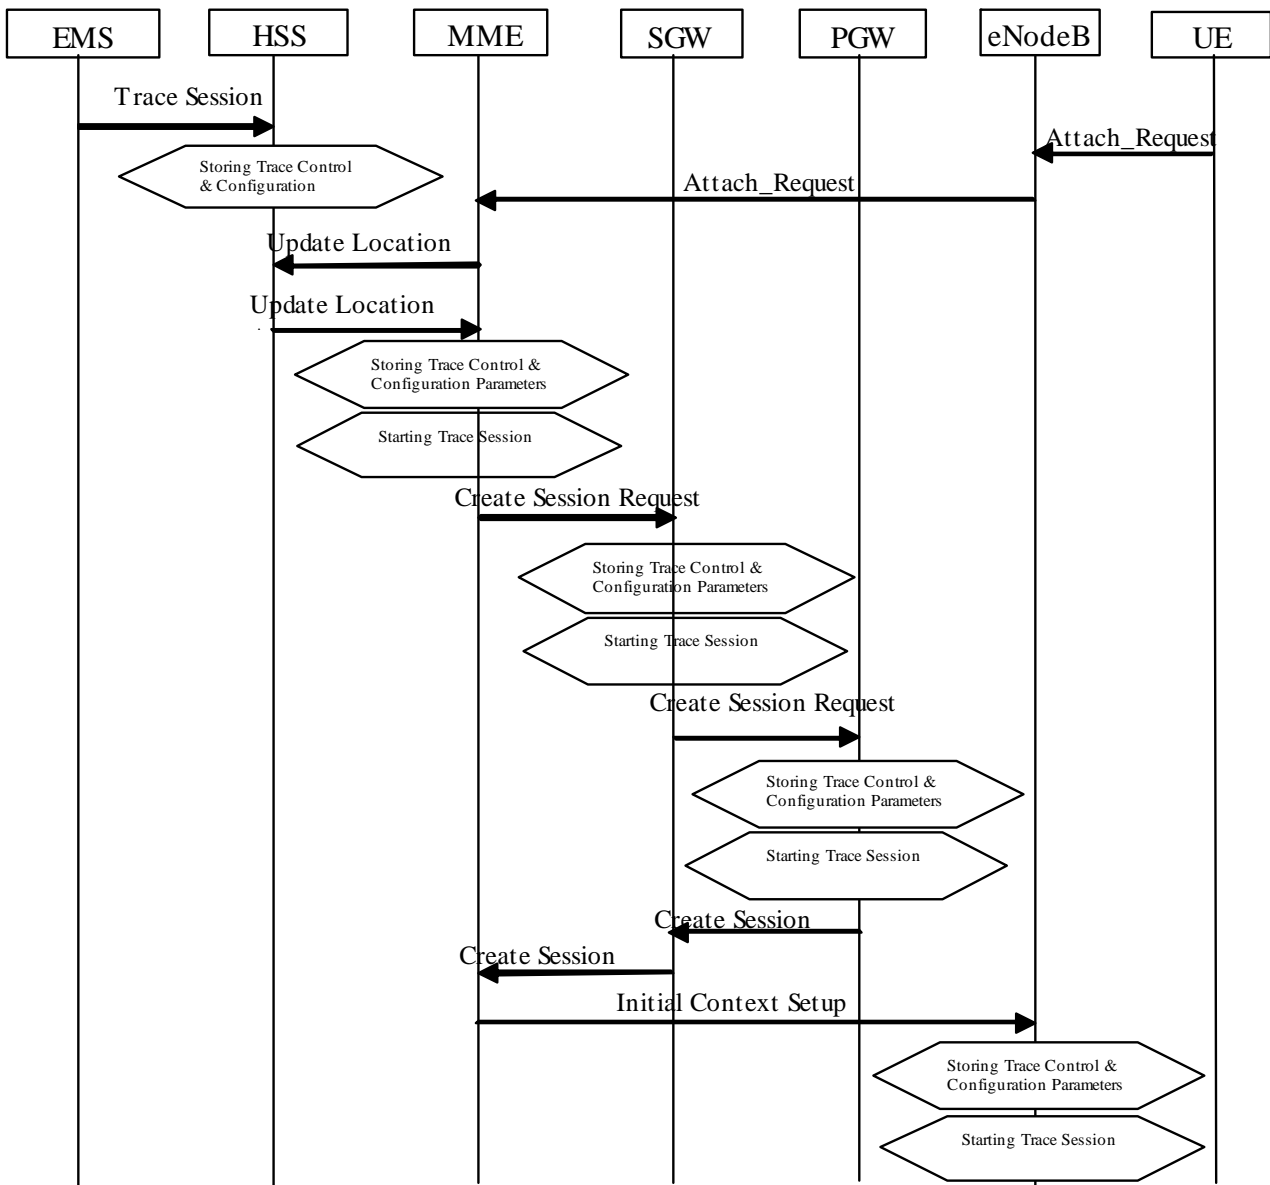 EMS
HSS
MME
SGW
PGW
eNodeB
UE
Trace Session
Attach_Request
Storing Trace Control
& Configuration
Attach_Request
Update Location
Update Location
Storing Trace Control &
Configuration Parameters
Starting Trace Session
Create Session Request
Storing Trace Control &
Configuration Parameters
Starting Trace Session
Create Session Request
Storing Trace Control &
Configuration Parameters
Starting Trace Session
Create Session
Create Session
Initial Context Setup
Storing Trace Control &
Configuration Parameters
Starting Trace Session